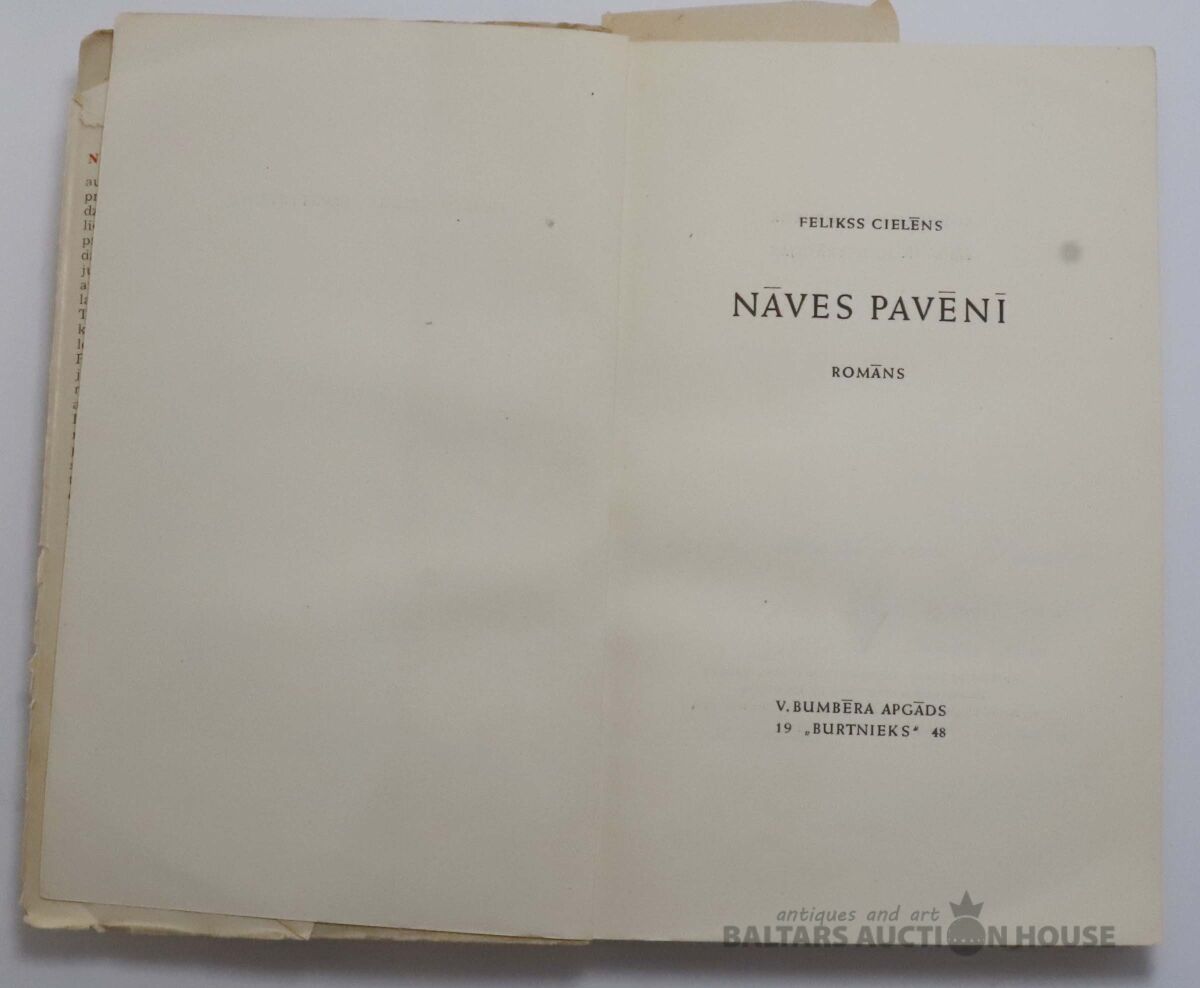 FELIKSS CIELĒNS
NĀVES PAVĒNĪ
ROMĀNS
V. BUMBĒRA APGĀDS
19 „BURTNIEKS“ 48
antiques and art
BALTARS AUCTION HOUSE